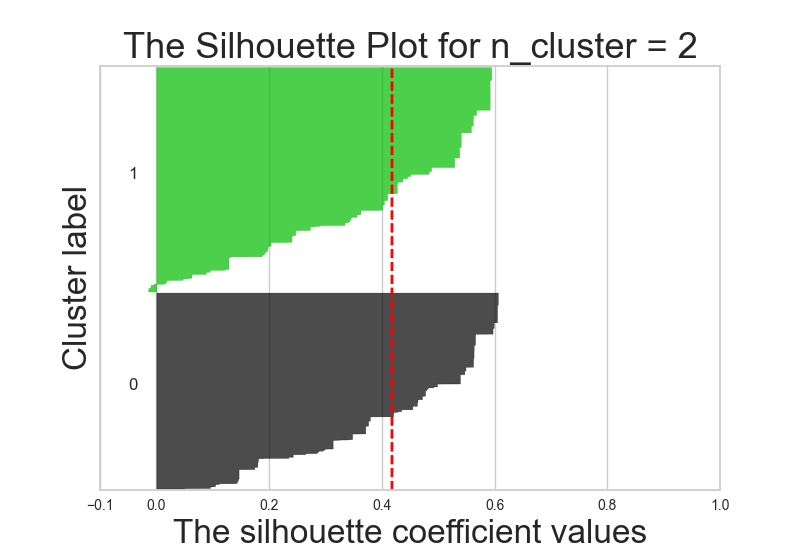 The Silhouette Plot for n_cluster = 2
Cluster label
1
0
−0.1 0.0 0.2 0.4 0.6 0.8 1.0
The silhouette coefficient values